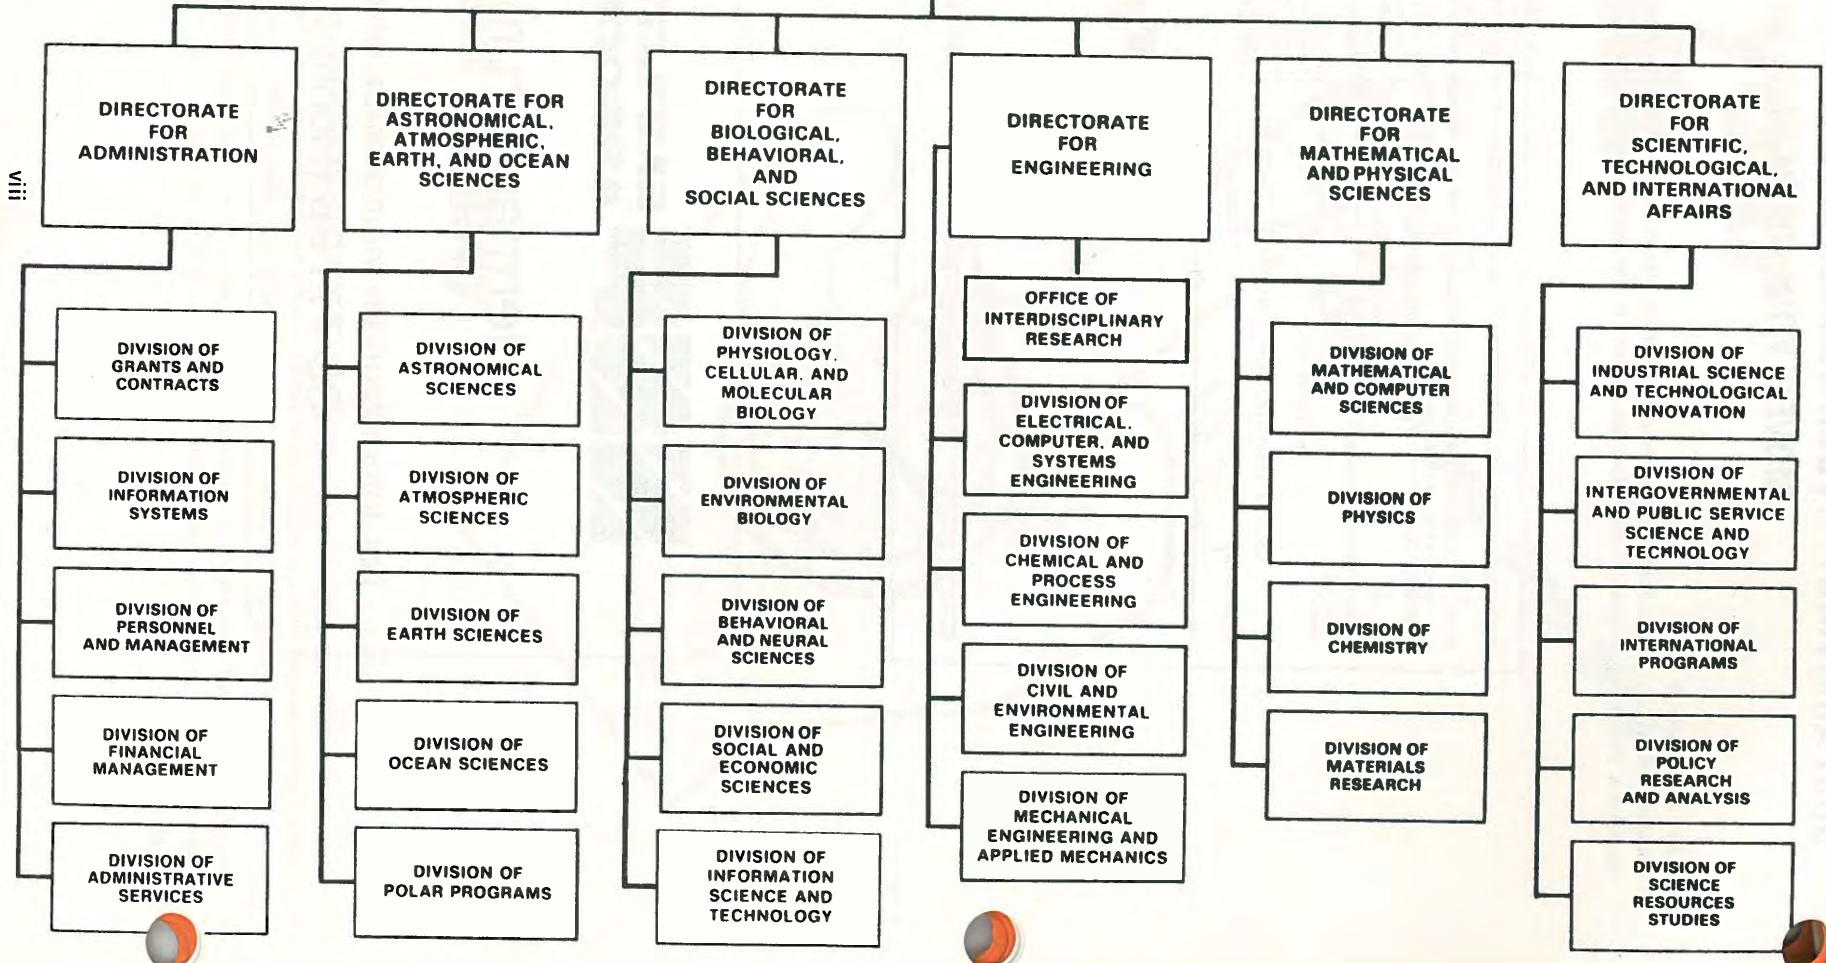 viii
DIRECTORATE
FOR
ADMINISTRATION
DIVISION OF
GRANTS AND
CONTRACTS
DIVISION OF
INFORMATION
SYSTEMS
DIVISION OF
PERSONNEL
AND MANAGEMENT
DIVISION OF
FINANCIAL
MANAGEMENT
DIVISION OF
ADMINISTRATIVE
SERVICES
DIRECTORATE FOR
ASTRONOMICAL,
ATMOSPHERIC,
EARTH, AND OCEAN
SCIENCES
DIVISION OF
ASTRONOMICAL
SCIENCES
DIVISION OF
ATMOSPHERIC
SCIENCES
DIVISION OF
EARTH SCIENCES
DIVISION OF
OCEAN SCIENCES
DIVISION OF
POLAR PROGRAMS
DIRECTORATE
FOR
BIOLOGICAL,
BEHAVIORAL,
AND
SOCIAL SCIENCES
DIVISION OF
PHYSIOLOGY,
CELLULAR, AND
MOLECULAR
BIOLOGY
DIVISION OF
ENVIRONMENTAL
BIOLOGY
DIVISION OF
BEHAVIORAL
AND NEURAL
SCIENCES
DIVISION OF
SOCIAL AND
ECONOMIC
SCIENCES
DIVISION OF
INFORMATION
SCIENCE AND
TECHNOLOGY
DIRECTORATE
FOR
ENGINEERING
OFFICE OF
INTERDISCIPLINARY
RESEARCH
DIVISION OF
ELECTRICAL,
COMPUTER, AND
SYSTEMS
ENGINEERING
DIVISION OF
CHEMICAL AND
PROCESS
ENGINEERING
DIVISION OF
CIVIL AND
ENVIRONMENTAL
ENGINEERING
DIVISION OF
MECHANICAL
ENGINEERING AND
APPLIED MECHANICS
DIRECTORATE
FOR
MATHEMATICAL
AND PHYSICAL
SCIENCES
DIVISION OF
MATHEMATICAL
AND COMPUTER
SCIENCES
DIVISION OF
PHYSICS
DIVISION OF
CHEMISTRY
DIVISION OF
MATERIALS
RESEARCH
DIRECTORATE
FOR
SCIENTIFIC,
TECHNOLOGICAL,
AND INTERNATIONAL
AFFAIRS
DIVISION OF
INDUSTRIAL SCIENCE
AND TECHNOLOGICAL
INNOVATION
DIVISION OF
INTERGOVERNMENTAL
AND PUBLIC SERVICE
SCIENCE AND
TECHNOLOGY
DIVISION OF
INTERNATIONAL
PROGRAMS
DIVISION OF
POLICY
RESEARCH
AND ANALYSIS
DIVISION OF
SCIENCE
RESOURCES
STUDIES